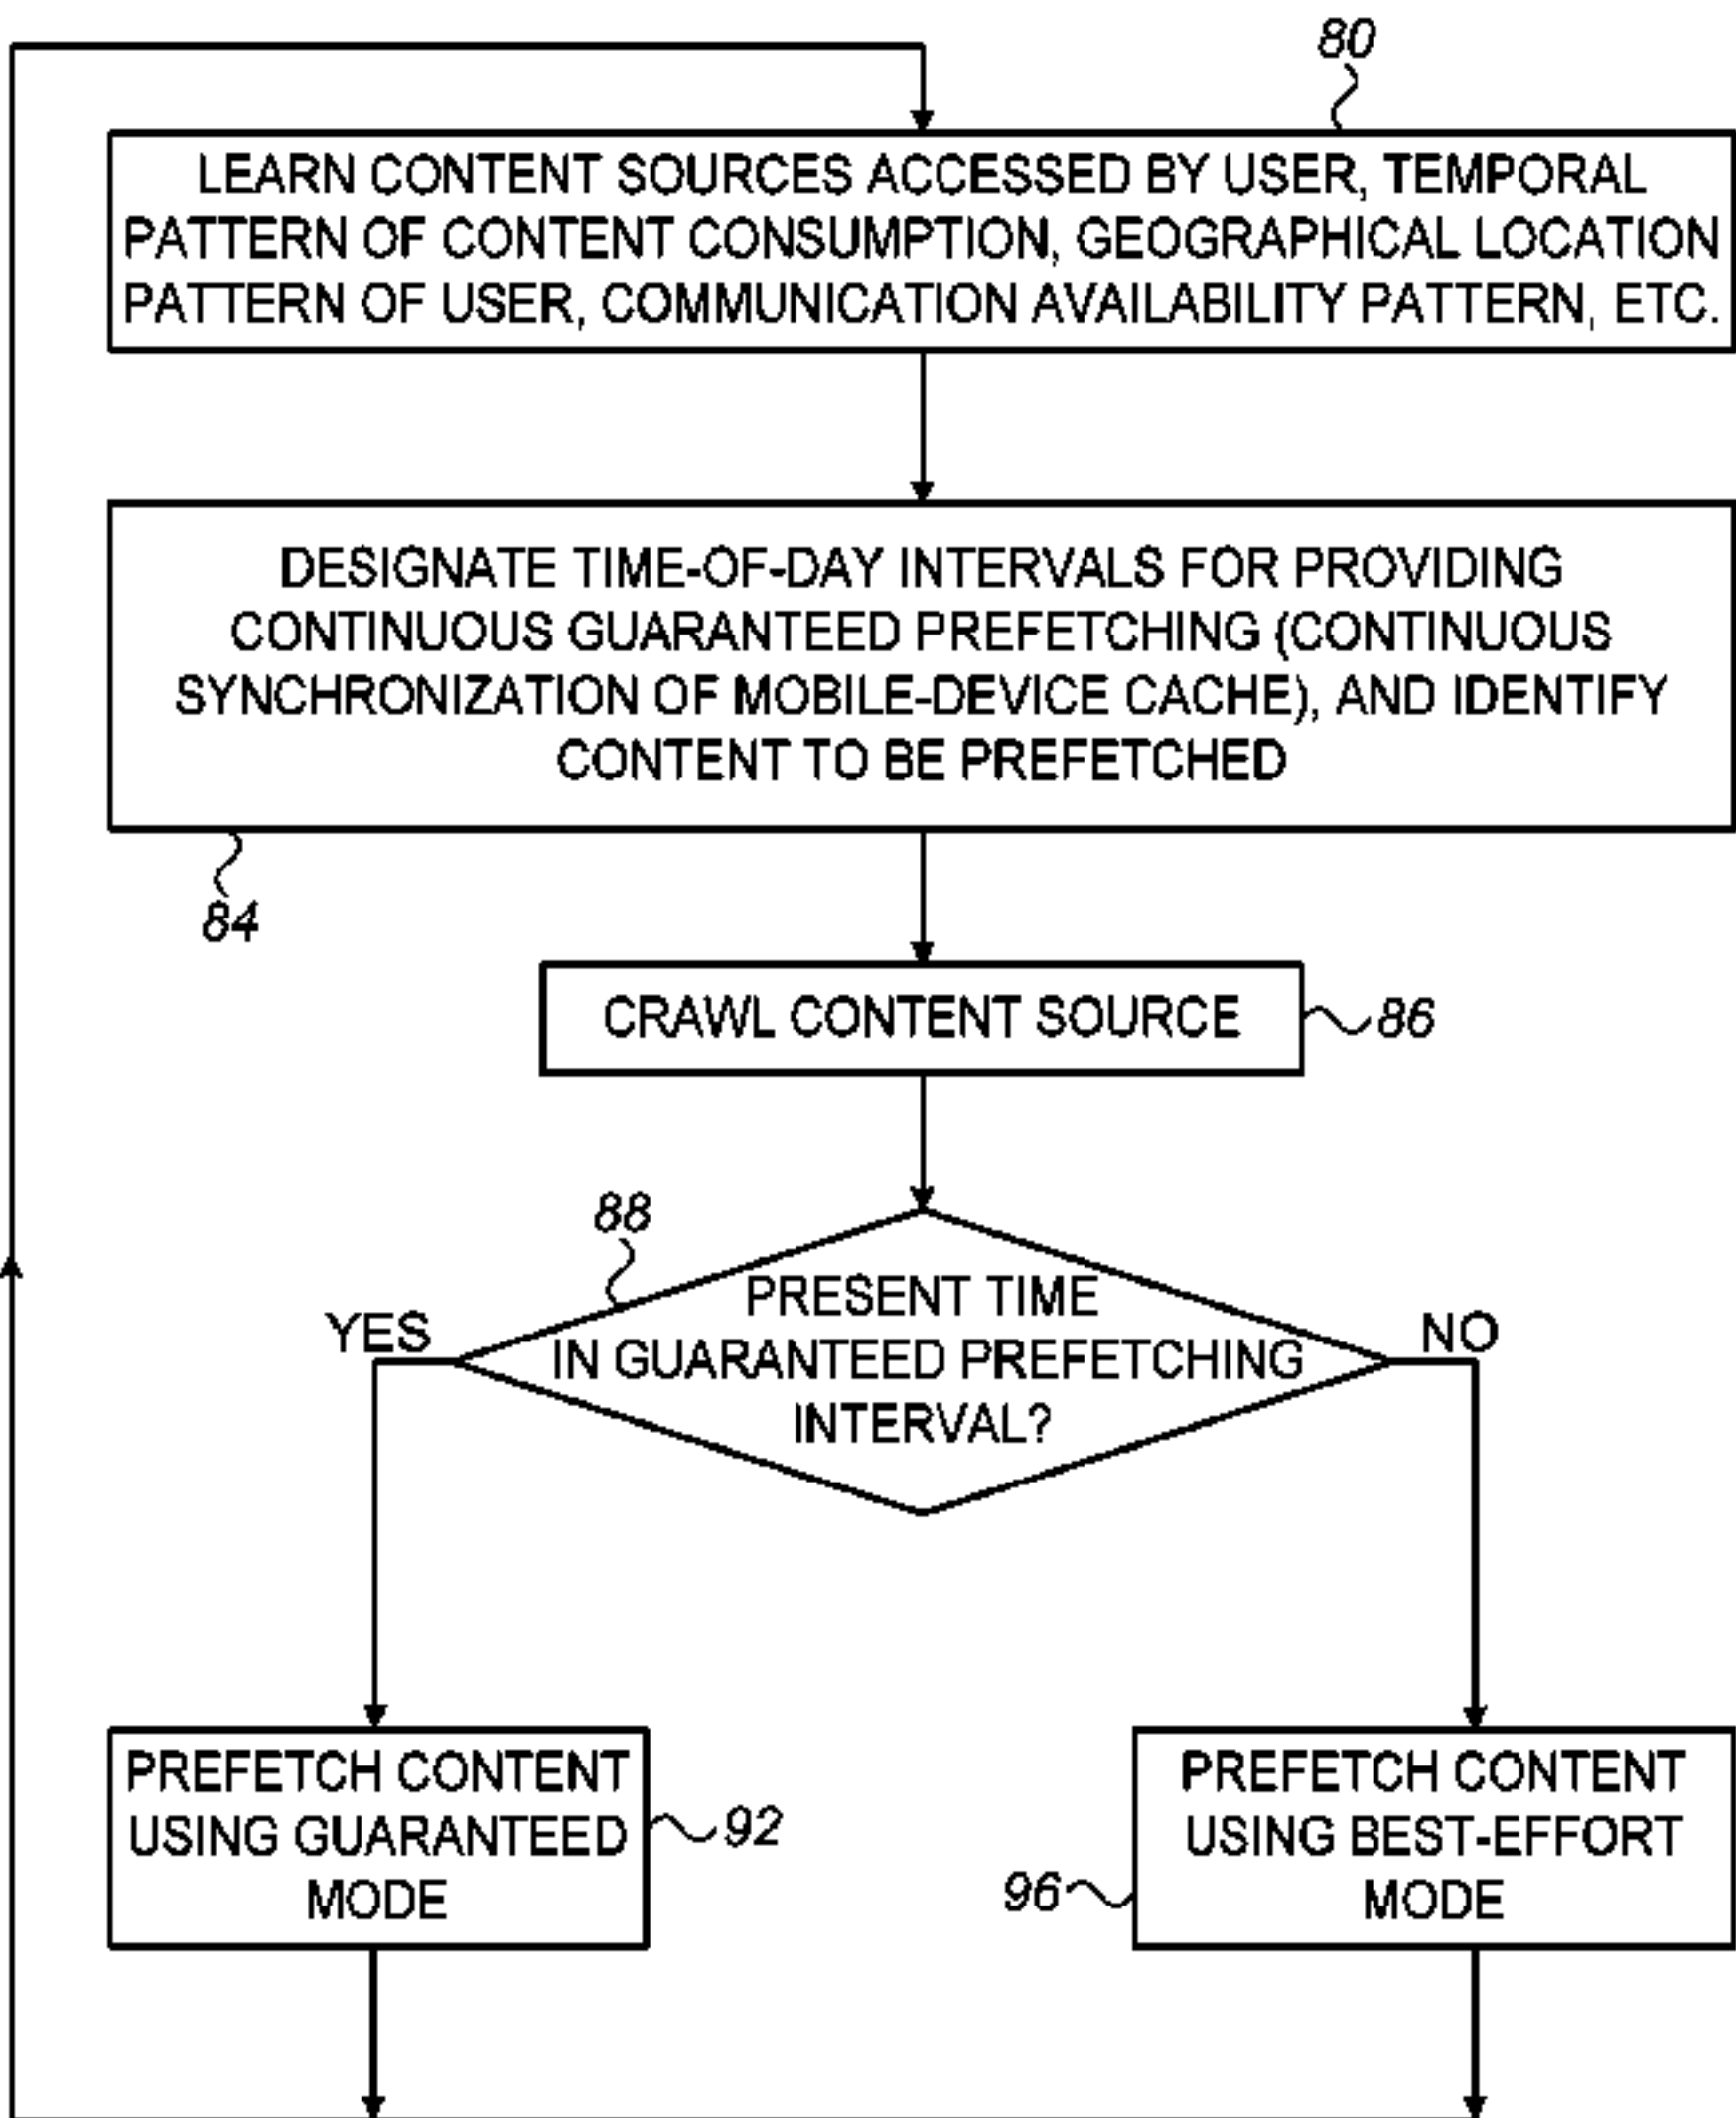 80
LEARN CONTENT SOURCES ACCESSED BY USER, TEMPORAL
PATTERN OF CONTENT CONSUMPTION, GEOGRAPHICAL LOCATION
PATTERN OF USER, COMMUNICATION AVAILABILITY PATTERN, ETC.
DESIGNATE TIME-OF-DAY INTERVALS FOR PROVIDING
CONTINUOUS GUARANTEED PREFETCHING (CONTINUOUS
SYNCHRONIZATION OF MOBILE-DEVICE CACHE), AND IDENTIFY
CONTENT TO BE PREFETCHED
84
CRAWL CONTENT SOURCE
86
88
PRESENT TIME
IN GUARANTEED PREFETCHING
INTERVAL?
YES
NO
PREFETCH CONTENT
USING GUARANTEED
MODE
92
PREFETCH CONTENT
USING BEST-EFFORT
MODE
96